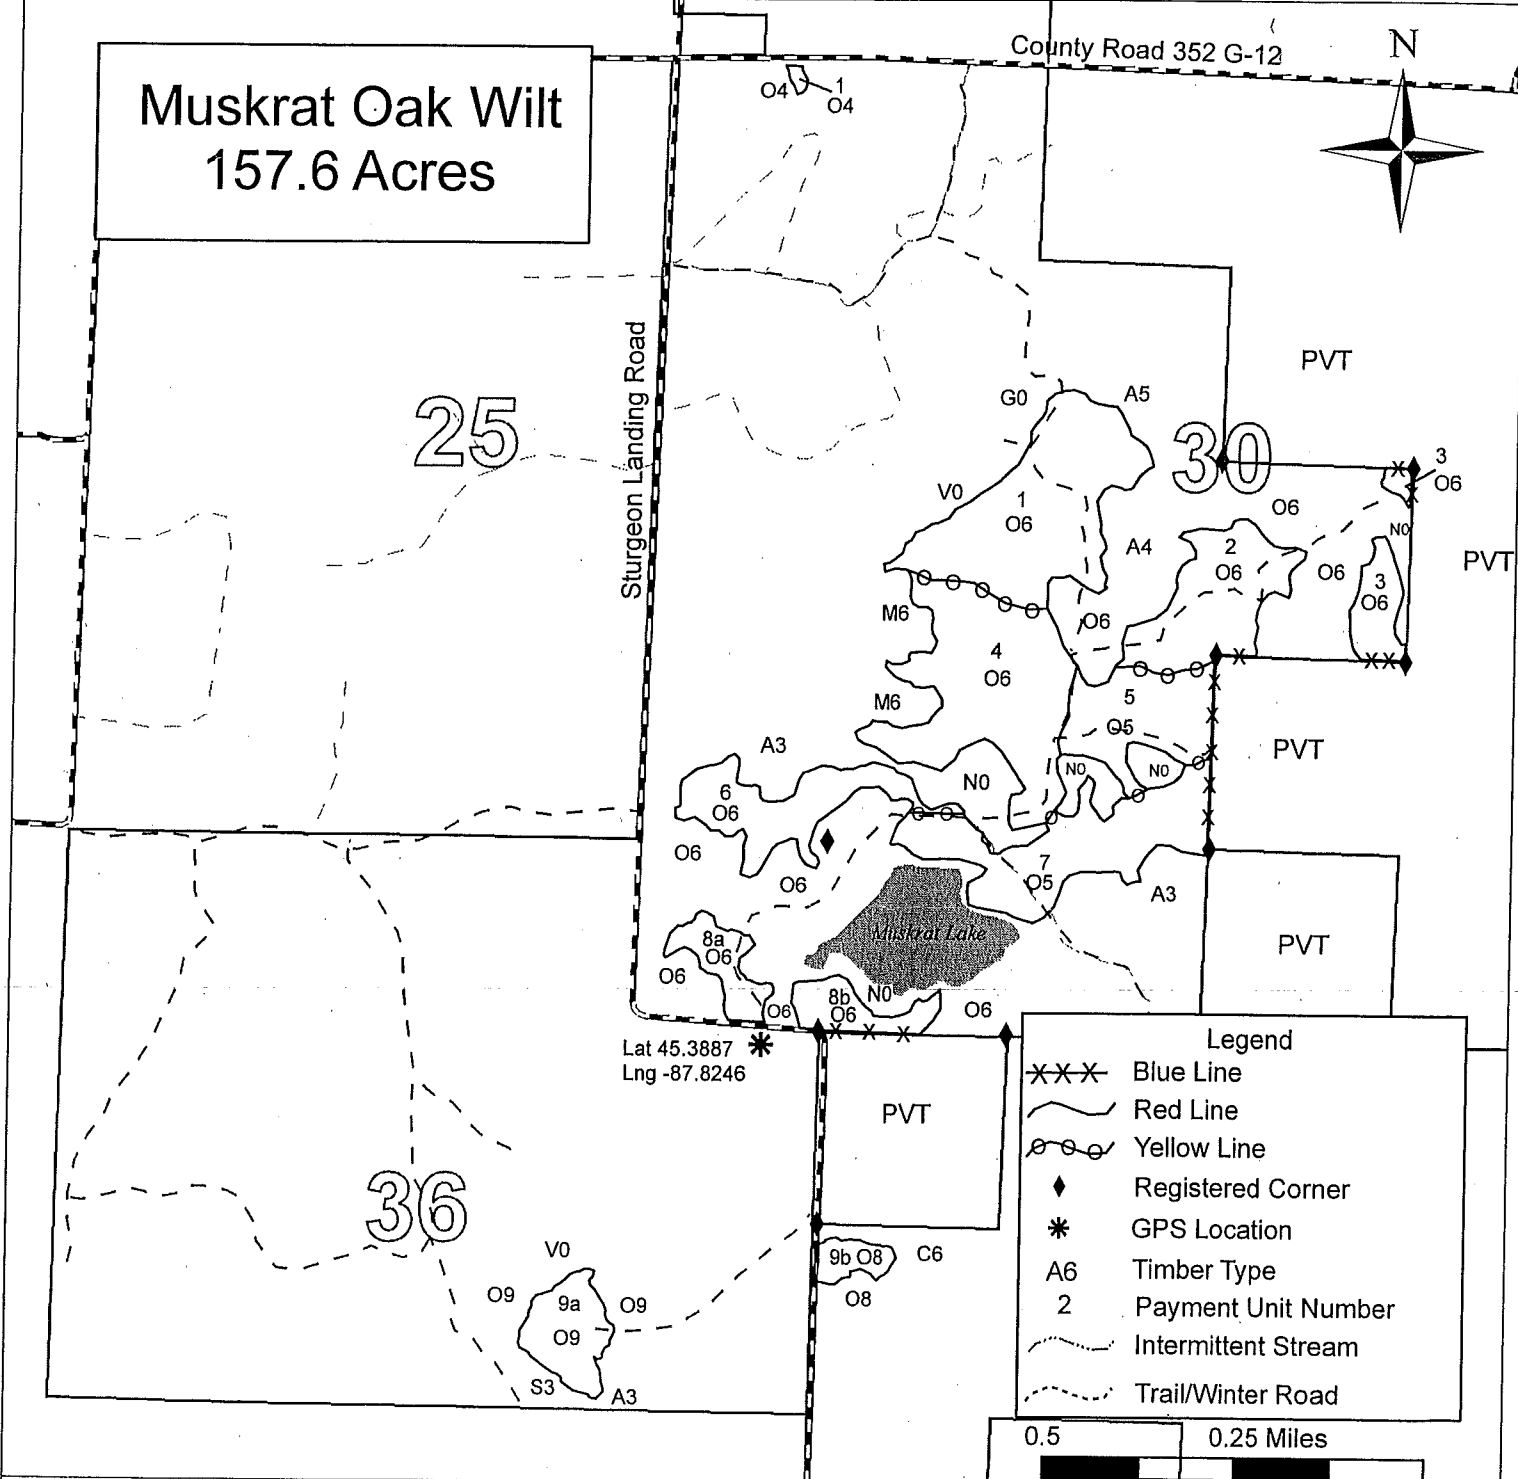 County Road 352 G-12
N
Muskrat Oak Wilt
157.6 Acres
O4
1
O4
Sturgeon Landing Road
25
PVT
G0
A5
30
3
O6
V0
1
O6
O6
N0
A4
2
O6
O6
3
O6
PVT
M6
O6
4
O6
M6
5
O5
PVT
A3
N0
N0
N0
6
O6
O6
O6
7
O5
A3
Muskrat Lake
PVT
8a
O6
O6
8b
O6
N0
O6
O6
Lat 45.3887
Lng -87.8246
PVT
36
V0
O9
9a
O9
O9
S3
A3
9b O8
C6
O8
Legend
X X X Blue Line
Red Line
Yellow Line
Registered Corner
GPS Location
A6 Timber Type
2 Payment Unit Number
Intermittent Stream
Trail/Winter Road
0.5 0.25 Miles